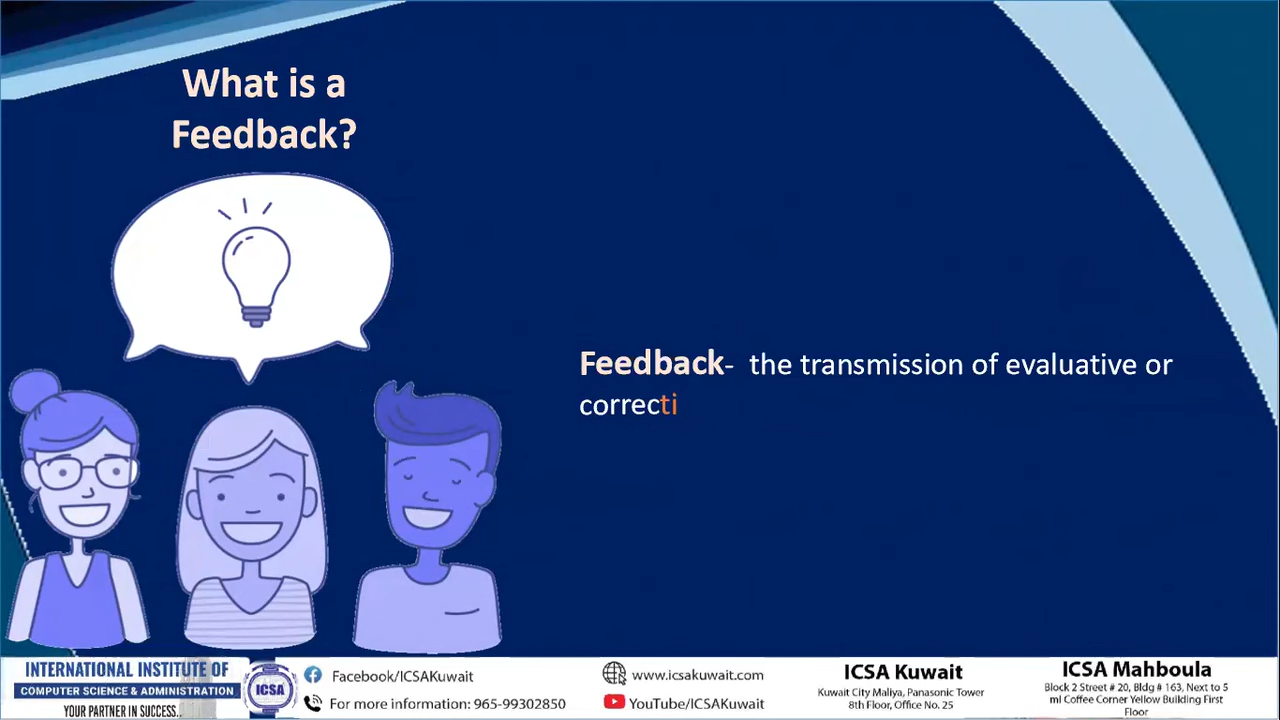 What is a
Feedback?
Feedback-  the transmission of evaluative or
correcti
INTERNATIONAL INSTITUTE OF
COMPUTER SCIENCE & ADMINISTRATION
YOUR PARTNER IN SUCCESS..
ICSA
Facebook/ICSAKuwait
For more information: 965-99302850
www.icsakuwait.com
YouTube/ICSAKuwait
ICSA Kuwait
Kuwait City Maliya, Panasonic Tower
8th Floor, Office No. 25
ICSA Mahboula
Block 2 Street # 20, Bldg # 163, Next to 5
ml Coffee Corner Yellow Building First
Floor